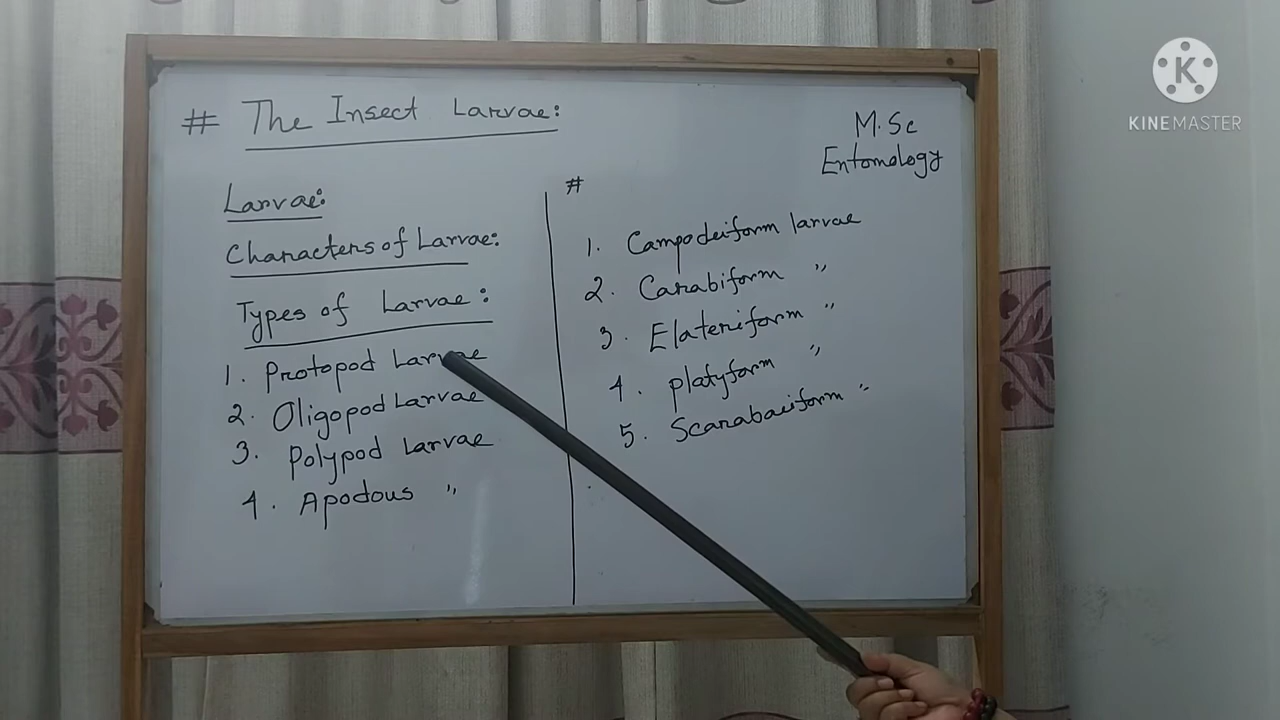 # The Insect Larvae:
M.Sc
Entomology
Larvae:
Characters of Larvae:
Types of Larvae:
1. Protopod Larvae
2. Oligopod Larvae
3. Polypod Larvae
4. Apodous "
#
1. Campodeiform larvae
2. Carabiform "
3. Elateriform "
4. platyform "
5. Scarabaeiform "
K
KINEMASTER